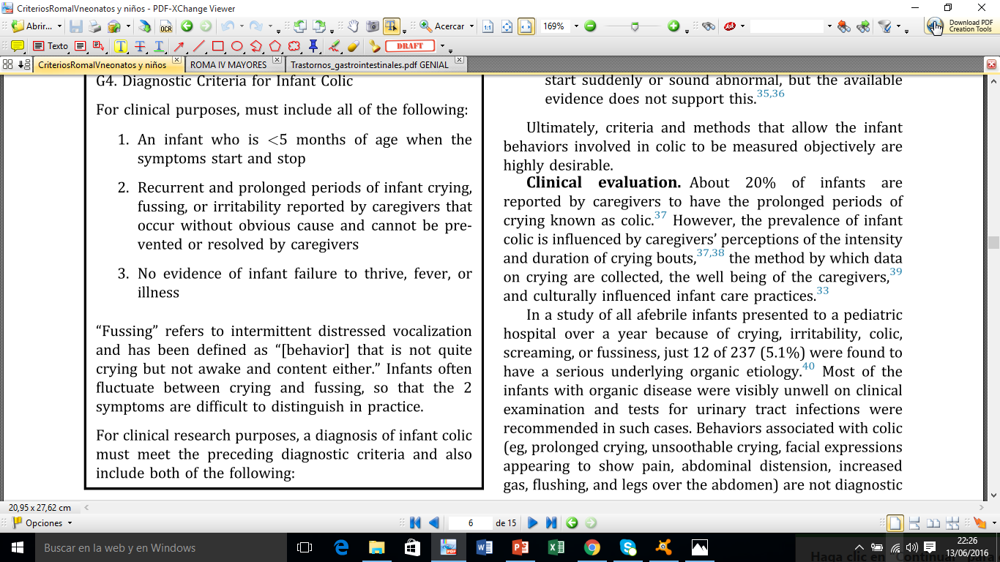 CriteriosRomaIVneonatos y niños - PDF-XChange Viewer
Abrir...
OCR
Acercar
1:1
169%
Download PDF
Creation Tools
Texto
T T T
DRAFT
CriteriosRomaIVneonatos y niños
ROMA IV MAYORES
Trastornos_gastrointestinales.pdf GENIAL
G4. Diagnostic Criteria for Infant Colic
For clinical purposes, must include all of the following:
1. An infant who is <5 months of age when the
symptoms start and stop
2. Recurrent and prolonged periods of infant crying,
fussing, or irritability reported by caregivers that
occur without obvious cause and cannot be pre-
vented or resolved by caregivers
3. No evidence of infant failure to thrive, fever, or
illness
“Fussing” refers to intermittent distressed vocalization
and has been defined as “[behavior] that is not quite
crying but not awake and content either.” Infants often
fluctuate between crying and fussing, so that the 2
symptoms are difficult to distinguish in practice.
For clinical research purposes, a diagnosis of infant colic
must meet the preceding diagnostic criteria and also
include both of the following:
start suddenly or sound abnormal, but the available
evidence does not support this.35,36
Ultimately, criteria and methods that allow the infant
behaviors involved in colic to be measured objectively are
highly desirable.
Clinical evaluation. About 20% of infants are
reported by caregivers to have the prolonged periods of
crying known as colic.37 However, the prevalence of infant
colic is influenced by caregivers’ perceptions of the intensity
and duration of crying bouts,37,38 the method by which data
on crying are collected, the well being of the caregivers,39
and culturally influenced infant care practices.33
In a study of all afebrile infants presented to a pediatric
hospital over a year because of crying, irritability, colic,
screaming, or fussiness, just 12 of 237 (5.1%) were found to
have a serious underlying organic etiology.40 Most of the
infants with organic disease were visibly unwell on clinical
examination and tests for urinary tract infections were
recommended in such cases. Behaviors associated with colic
(eg, prolonged crying, unsoothable crying, facial expressions
appearing to show pain, abdominal distension, increased
gas, flushing, and legs over the abdomen) are not diagnostic
20,95 x 27,62 cm
Opciones
6
de 15
Buscar en la web y en Windows
22:26
13/06/2016